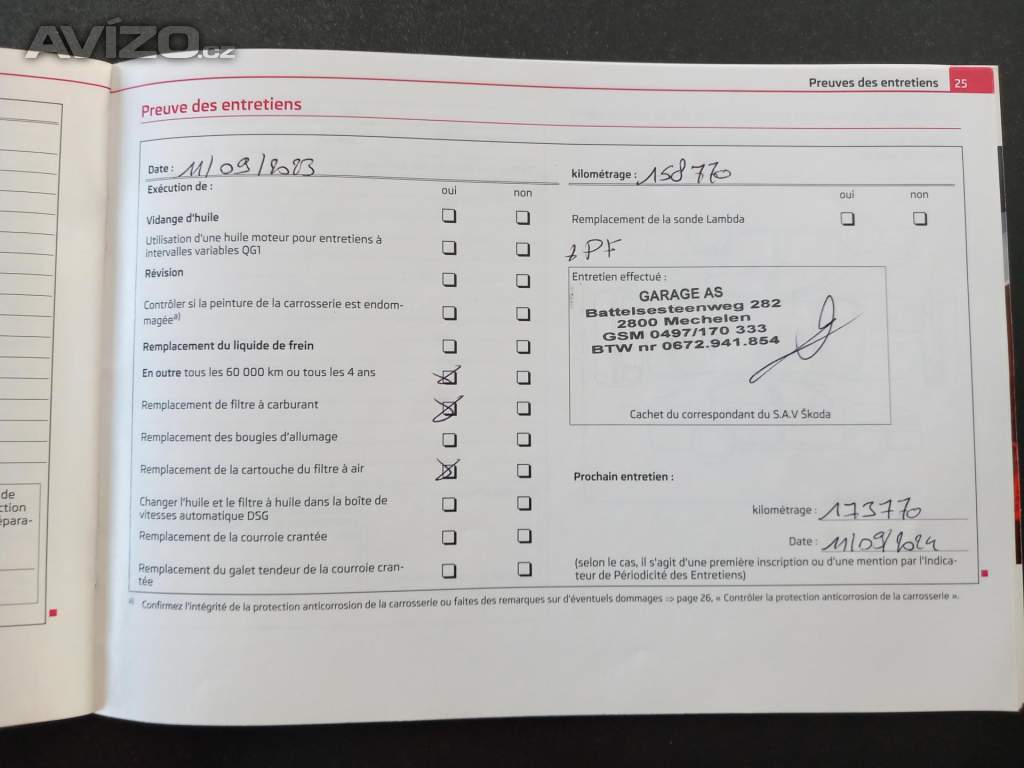 AVÍZO.cz
Preuves des entretiens 25
Preuve des entretiens
Date : 11/09/2023
Exécution de :
oui non
Vidange d'huile
Utilisation d'une huile moteur pour entretiens à
intervalles variables QG1
Révision
Contrôler si la peinture de la carrosserie est endom-
magée a)
Remplacement du liquide de frein
En outre tous les 60 000 km ou tous les 4 ans
Remplacement de filtre à carburant
Remplacement des bougies d'allumage
Remplacement de la cartouche du filtre à air
Changer l'huile et le filtre à huile dans la boîte de
vitesses automatique DSG
Remplacement de la courroie crantée
Remplacement du galet tendeur de la courroie cran-
tée
kilométrage : 158770
oui non
Remplacement de la sonde Lambda
Entretien effectué :
GARAGE AS
Battelsesteenweg 282
2800 Mechelen
GSM 0497/170 333
BTW nr 0672.941.854
Cachet du correspondant du S.A.V Škoda
Prochain entretien :
kilométrage : 173770
Date : 11/09/2024
(selon le cas, il s'agit d'une première inscription ou d'une mention par l'Indica-
teur de Périodicité des Entretiens)
a) Confirmez l'intégrité de la protection anticorrosion de la carrosserie ou faites des remarques sur d'éventuels dommages ⇒ page 26, « Contrôler la protection anticorrosion de la carrosserie ».
de
ction
épara-